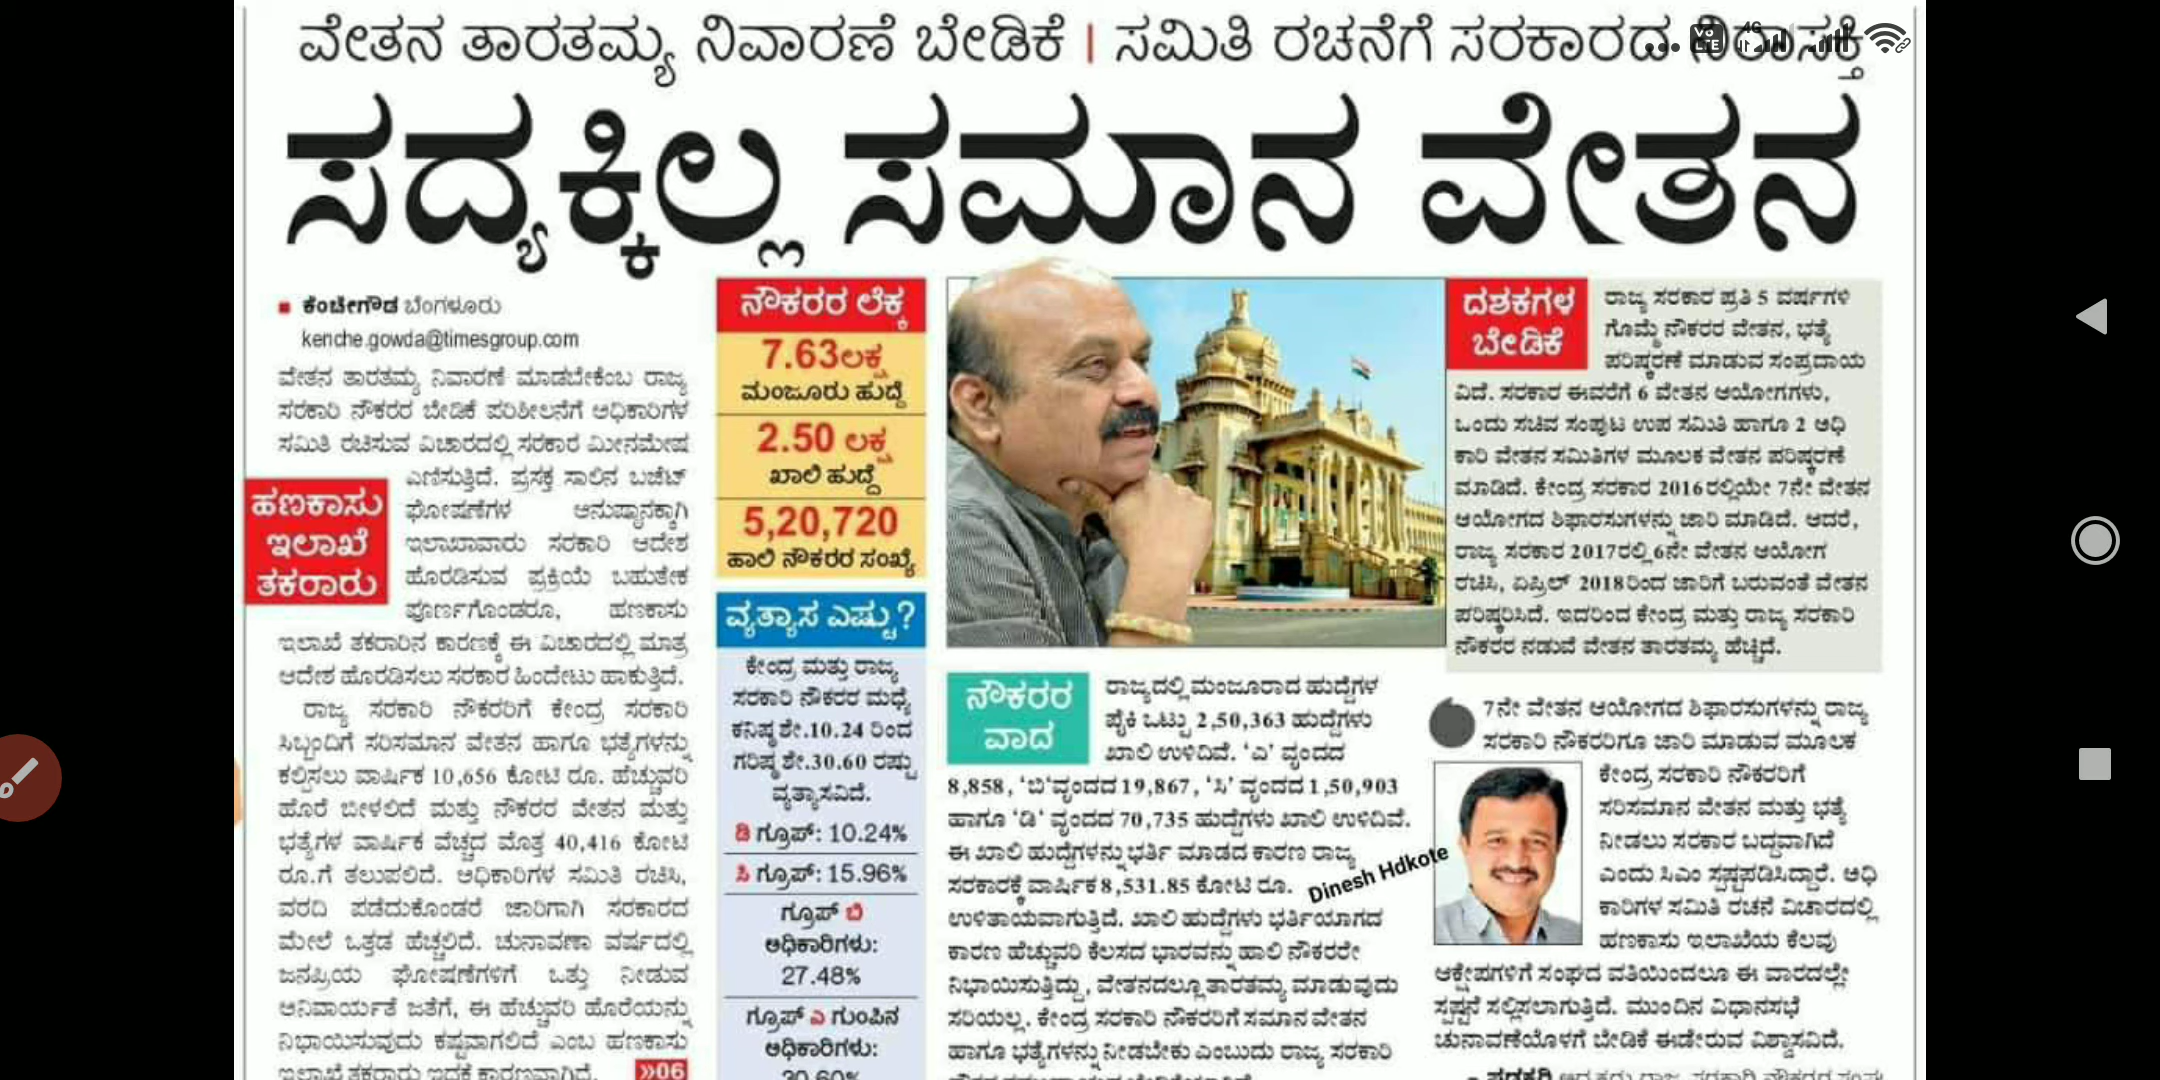 ವೇತನ ತಾರತಮ್ಯ ನಿವಾರಣೆ ಬೇಡಿಕೆ | ಸಮಿತಿ ರಚನೆಗೆ ಸರಕಾರದ ನಿರಾಸಕ್ತಿ
ಸದ್ಯಕ್ಕಿಲ್ಲ ಸಮಾನ ವೇತನ
ಕೆಂಚೇಗೌಡ ಬೆಂಗಳೂರು
kenche.gowda@timesgroup.com
ವೇತನ ತಾರತಮ್ಯ ನಿವಾರಣೆ ಮಾಡಬೇಕೆಂಬ ರಾಜ್ಯ
ಸರಕಾರಿ ನೌಕರರ ಬೇಡಿಕೆ ಪರಿಶೀಲನೆಗೆ ಅಧಿಕಾರಿಗಳ
ಸಮಿತಿ ರಚಿಸುವ ವಿಚಾರದಲ್ಲಿ ಸರಕಾರ ಮೀನಮೇಷ
ಎಣಿಸುತ್ತಿದೆ. ಪ್ರಸಕ್ತ ಸಾಲಿನ ಬಜೆಟ್
ಘೋಷಣೆಗಳ ಅನುಷ್ಠಾನಕ್ಕಾಗಿ
ಇಲಾಖಾವಾರು ಸರಕಾರಿ ಆದೇಶ
ಹೊರಡಿಸುವ ಪ್ರಕ್ರಿಯೆ ಬಹುತೇಕ
ಪೂರ್ಣಗೊಂಡರೂ, ಹಣಕಾಸು
ಇಲಾಖೆ ತಕರಾರಿನ ಕಾರಣಕ್ಕೆ ಈ ವಿಚಾರದಲ್ಲಿ ಮಾತ್ರ
ಆದೇಶ ಹೊರಡಿಸಲು ಸರಕಾರ ಹಿಂದೇಟು ಹಾಕುತ್ತಿದೆ.
ಹಣಕಾಸು
ಇಲಾಖೆ
ತಕರಾರು
ರಾಜ್ಯ ಸರಕಾರಿ ನೌಕರರಿಗೆ ಕೇಂದ್ರ ಸರಕಾರಿ
ಸಿಬ್ಬಂದಿಗೆ ಸರಿಸಮಾನ ವೇತನ ಹಾಗೂ ಭತ್ಯೆಗಳನ್ನು
ಕಲ್ಪಿಸಲು ವಾರ್ಷಿಕ 10,656 ಕೋಟಿ ರೂ. ಹೆಚ್ಚುವರಿ
ಹೊರೆ ಬೀಳಲಿದೆ ಮತ್ತು ನೌಕರರ ವೇತನ ಮತ್ತು
ಭತ್ಯೆಗಳ ವಾರ್ಷಿಕ ವೆಚ್ಚದ ಮೊತ್ತ 40,416 ಕೋಟಿ
ರೂ.ಗೆ ತಲುಪಲಿದೆ. ಅಧಿಕಾರಿಗಳ ಸಮಿತಿ ರಚಿಸಿ,
ವರದಿ ಪಡೆದುಕೊಂಡರೆ ಜಾರಿಗಾಗಿ ಸರಕಾರದ
ಮೇಲೆ ಒತ್ತಡ ಹೆಚ್ಚಲಿದೆ. ಚುನಾವಣಾ ವರ್ಷದಲ್ಲಿ
ಜನಪ್ರಿಯ ಘೋಷಣೆಗಳಿಗೆ ಒತ್ತು ನೀಡುವ
ಅನಿವಾರ್ಯತೆ ಜತೆಗೆ, ಈ ಹೆಚ್ಚುವರಿ ಹೊರೆಯನ್ನು
ನಿಭಾಯಿಸುವುದು ಕಷ್ಟವಾಗಲಿದೆ ಎಂಬ ಹಣಕಾಸು
ಇಲಾಖೆ ತಕರಾರು ಇದಕ್ಕೆ ಕಾರಣವಾಗಿದೆ. »06
ನೌಕರರ ಲೆಕ್ಕ
7.63ಲಕ್ಷ
ಮಂಜೂರು ಹುದ್ದೆ
2.50 ಲಕ್ಷ
ಖಾಲಿ ಹುದ್ದೆ
5,20,720
ಹಾಲಿ ನೌಕರರ ಸಂಖ್ಯೆ
ವ್ಯತ್ಯಾಸ ಎಷ್ಟು?
ಕೇಂದ್ರ ಮತ್ತು ರಾಜ್ಯ
ಸರಕಾರಿ ನೌಕರರ ಮಧ್ಯೆ
ಕನಿಷ್ಠ ಶೇ.10.24 ರಿಂದ
ಗರಿಷ್ಠ ಶೇ.30.60 ರಷ್ಟು
ವ್ಯತ್ಯಾಸವಿದೆ.
ಡಿ ಗ್ರೂಪ್: 10.24%
ಸಿ ಗ್ರೂಪ್: 15.96%
ಗ್ರೂಪ್ ಬಿ
ಅಧಿಕಾರಿಗಳು:
27.48%
ಗ್ರೂಪ್ ಎ ಗುಂಪಿನ
ಅಧಿಕಾರಿಗಳು:
30.60%
ದಶಕಗಳ
ಬೇಡಿಕೆ
ರಾಜ್ಯ ಸರಕಾರ ಪ್ರತಿ 5 ವರ್ಷಗಳಿ
ಗೊಮ್ಮೆ ನೌಕರರ ವೇತನ, ಭತ್ಯೆ
ಪರಿಷ್ಕರಣೆ ಮಾಡುವ ಸಂಪ್ರದಾಯ
ವಿದೆ. ಸರಕಾರ ಈವರೆಗೆ 6 ವೇತನ ಆಯೋಗಗಳು,
ಒಂದು ಸಚಿವ ಸಂಪುಟ ಉಪ ಸಮಿತಿ ಹಾಗೂ 2 ಅಧಿ
ಕಾರಿ ವೇತನ ಸಮಿತಿಗಳ ಮೂಲಕ ವೇತನ ಪರಿಷ್ಕರಣೆ
ಮಾಡಿದೆ. ಕೇಂದ್ರ ಸರಕಾರ 2016ರಲ್ಲಿಯೇ 7ನೇ ವೇತನ
ಆಯೋಗದ ಶಿಫಾರಸುಗಳನ್ನು ಜಾರಿ ಮಾಡಿದೆ. ಆದರೆ,
ರಾಜ್ಯ ಸರಕಾರ 2017ರಲ್ಲಿ 6ನೇ ವೇತನ ಆಯೋಗ
ರಚಿಸಿ, ಏಪ್ರಿಲ್ 2018ರಿಂದ ಜಾರಿಗೆ ಬರುವಂತೆ ವೇತನ
ಪರಿಷ್ಕರಿಸಿದೆ. ಇದರಿಂದ ಕೇಂದ್ರ ಮತ್ತು ರಾಜ್ಯ ಸರಕಾರಿ
ನೌಕರರ ನಡುವೆ ವೇತನ ತಾರತಮ್ಯ ಹೆಚ್ಚಿದೆ.
ನೌಕರರ
ವಾದ
ರಾಜ್ಯದಲ್ಲಿ ಮಂಜೂರಾದ ಹುದ್ದೆಗಳ
ಪೈಕಿ ಒಟ್ಟು 2,50,363 ಹುದ್ದೆಗಳು
ಖಾಲಿ ಉಳಿದಿವೆ. ‘ಎ’ ವೃಂದದ
8,858, ‘ಬಿ‘ವೃಂದದ 19,867, ‘ಸಿ’ ವೃಂದದ 1,50,903
ಹಾಗೂ ‘ಡಿ‘ ವೃಂದದ 70,735 ಹುದ್ದೆಗಳು ಖಾಲಿ ಉಳಿದಿವೆ.
ಈ ಖಾಲಿ ಹುದ್ದೆಗಳನ್ನು ಭರ್ತಿ ಮಾಡದ ಕಾರಣ ರಾಜ್ಯ
ಸರಕಾರಕ್ಕೆ ವಾರ್ಷಿಕ 8,531.85 ಕೋಟಿ ರೂ.
ಉಳಿತಾಯವಾಗುತ್ತಿದೆ. ಖಾಲಿ ಹುದ್ದೆಗಳು ಭರ್ತಿಯಾಗದ
ಕಾರಣ ಹೆಚ್ಚುವರಿ ಕೆಲಸದ ಭಾರವನ್ನು ಹಾಲಿ ನೌಕರರೇ
ನಿಭಾಯಿಸುತ್ತಿದ್ದು, ವೇತನದಲ್ಲೂ ತಾರತಮ್ಯ ಮಾಡುವುದು
ಸರಿಯಲ್ಲ. ಕೇಂದ್ರ ಸರಕಾರಿ ನೌಕರರಿಗೆ ಸಮಾನ ವೇತನ
ಹಾಗೂ ಭತ್ಯೆಗಳನ್ನು ನೀಡಬೇಕು ಎಂಬುದು ರಾಜ್ಯ ಸರಕಾರಿ
Dinesh Hdkote
7ನೇ ವೇತನ ಆಯೋಗದ ಶಿಫಾರಸುಗಳನ್ನು ರಾಜ್ಯ
ಸರಕಾರಿ ನೌಕರರಿಗೂ ಜಾರಿ ಮಾಡುವ ಮೂಲಕ
ಕೇಂದ್ರ ಸರಕಾರಿ ನೌಕರರಿಗೆ
ಸರಿಸಮಾನ ವೇತನ ಮತ್ತು ಭತ್ಯೆ
ನೀಡಲು ಸರಕಾರ ಬದ್ಧವಾಗಿದೆ
ಎಂದು ಸಿಎಂ ಸ್ಪಷ್ಟಪಡಿಸಿದ್ದಾರೆ. ಅಧಿ
ಕಾರಿಗಳ ಸಮಿತಿ ರಚನೆ ವಿಚಾರದಲ್ಲಿ
ಹಣಕಾಸು ಇಲಾಖೆಯ ಕೆಲವು
ಆಕ್ಷೇಪಗಳಿಗೆ ಸಂಘದ ವತಿಯಿಂದಲೂ ಈ ವಾರದಲ್ಲೇ
ಸ್ಪಷ್ಟನೆ ಸಲ್ಲಿಸಲಾಗುತ್ತಿದೆ. ಮುಂದಿನ ವಿಧಾನಸಭೆ
ಚುನಾವಣೆಯೊಳಗೆ ಬೇಡಿಕೆ ಈಡೇರುವ ವಿಶ್ವಾಸವಿದೆ.
Vo LTE
4G